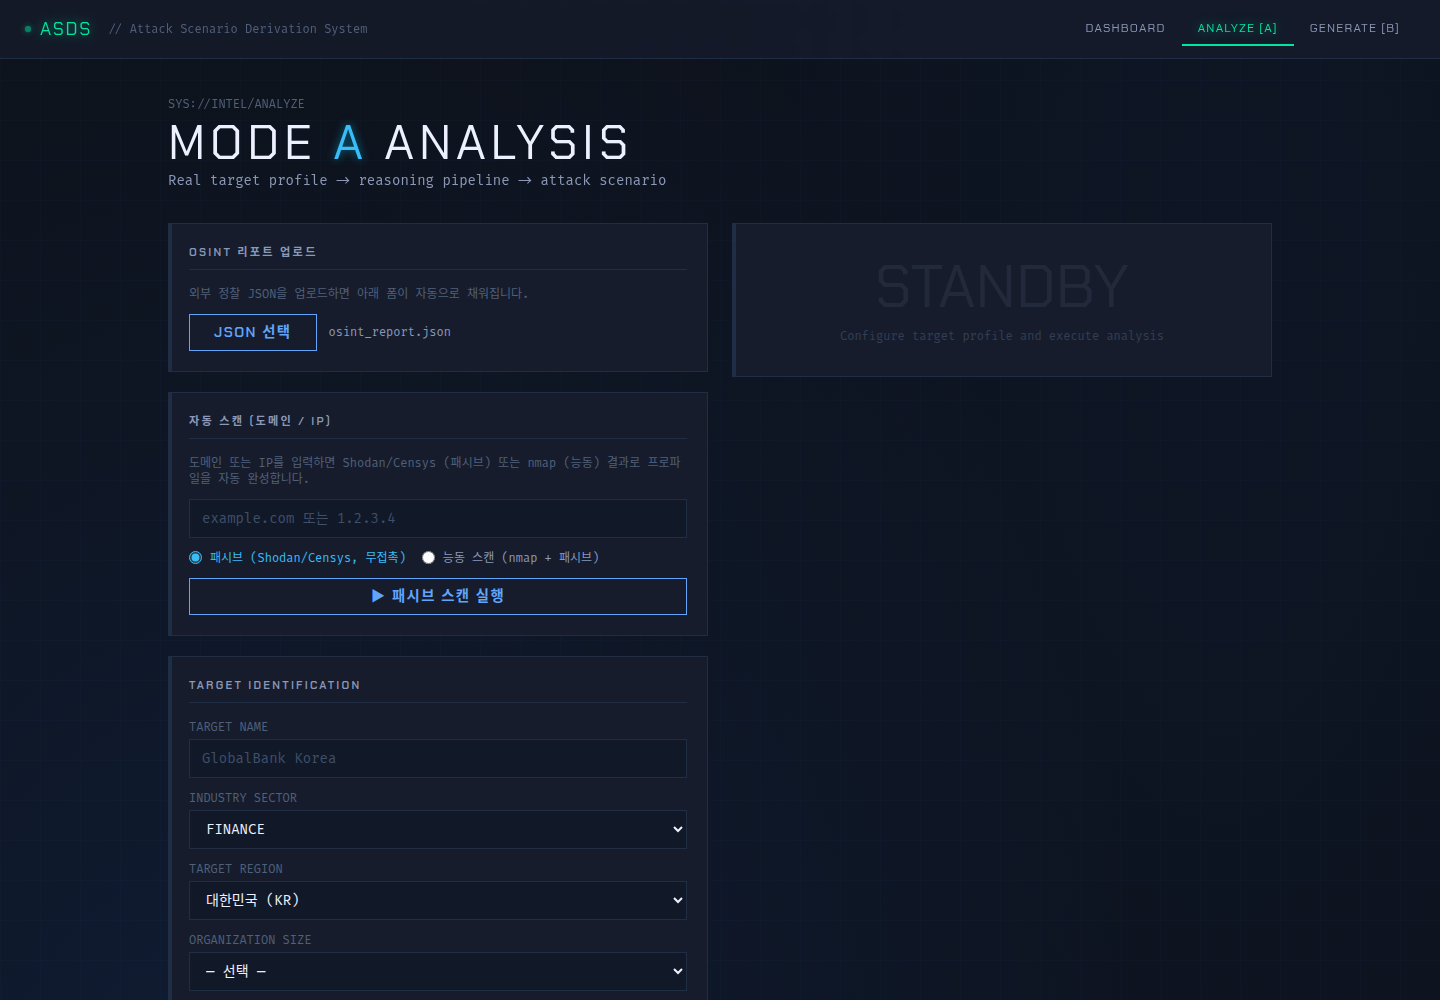 ASDS // Attack Scenario Derivation System
DASHBOARD ANALYZE [A] GENERATE [B]
SYS://INTEL/ANALYZE
MODE A ANALYSIS
Real target profile → reasoning pipeline → attack scenario
OSINT 리포트 업로드
외부 정찰 JSON을 업로드하면 아래 폼이 자동으로 채워집니다.
JSON 선택 osint_report.json
STANDBY
Configure target profile and execute analysis
자동 스캔 (도메인 / IP)
도메인 또는 IP를 입력하면 Shodan/Censys (패시브) 또는 nmap (능동) 결과로 프로파
일을 자동 완성합니다.
example.com 또는 1.2.3.4
패시브 (Shodan/Censys, 무접촉) 능동 스캔 (nmap + 패시브)
▶ 패시브 스캔 실행
TARGET IDENTIFICATION
TARGET NAME
GlobalBank Korea
INDUSTRY SECTOR
FINANCE
TARGET REGION
대한민국 (KR)
ORGANIZATION SIZE
— 선택 —